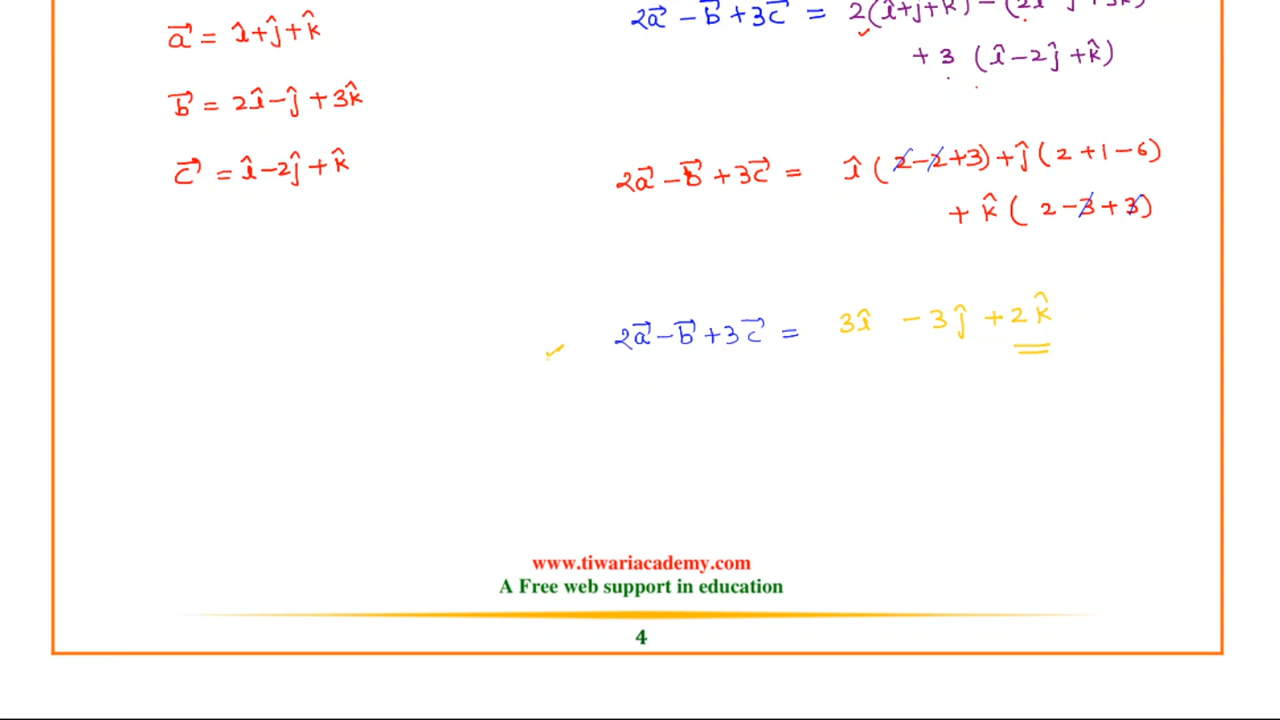 a⃗ = î+ĵ+k̂
b⃗ = 2î-ĵ+3k̂
c⃗ = î-2ĵ+k̂
2a⃗ - b⃗ + 3c⃗ = 2(î+ĵ+k̂) - (2î
+ 3 (î-2ĵ+k̂)
2a⃗ - b⃗ + 3c⃗ = î(2-2+3)+ĵ(2+1-6)
+ k̂(2-3+3)
2a⃗ - b⃗ + 3c⃗ = 3î - 3ĵ + 2k̂
www.tiwariacademy.com
A Free web support in education
4